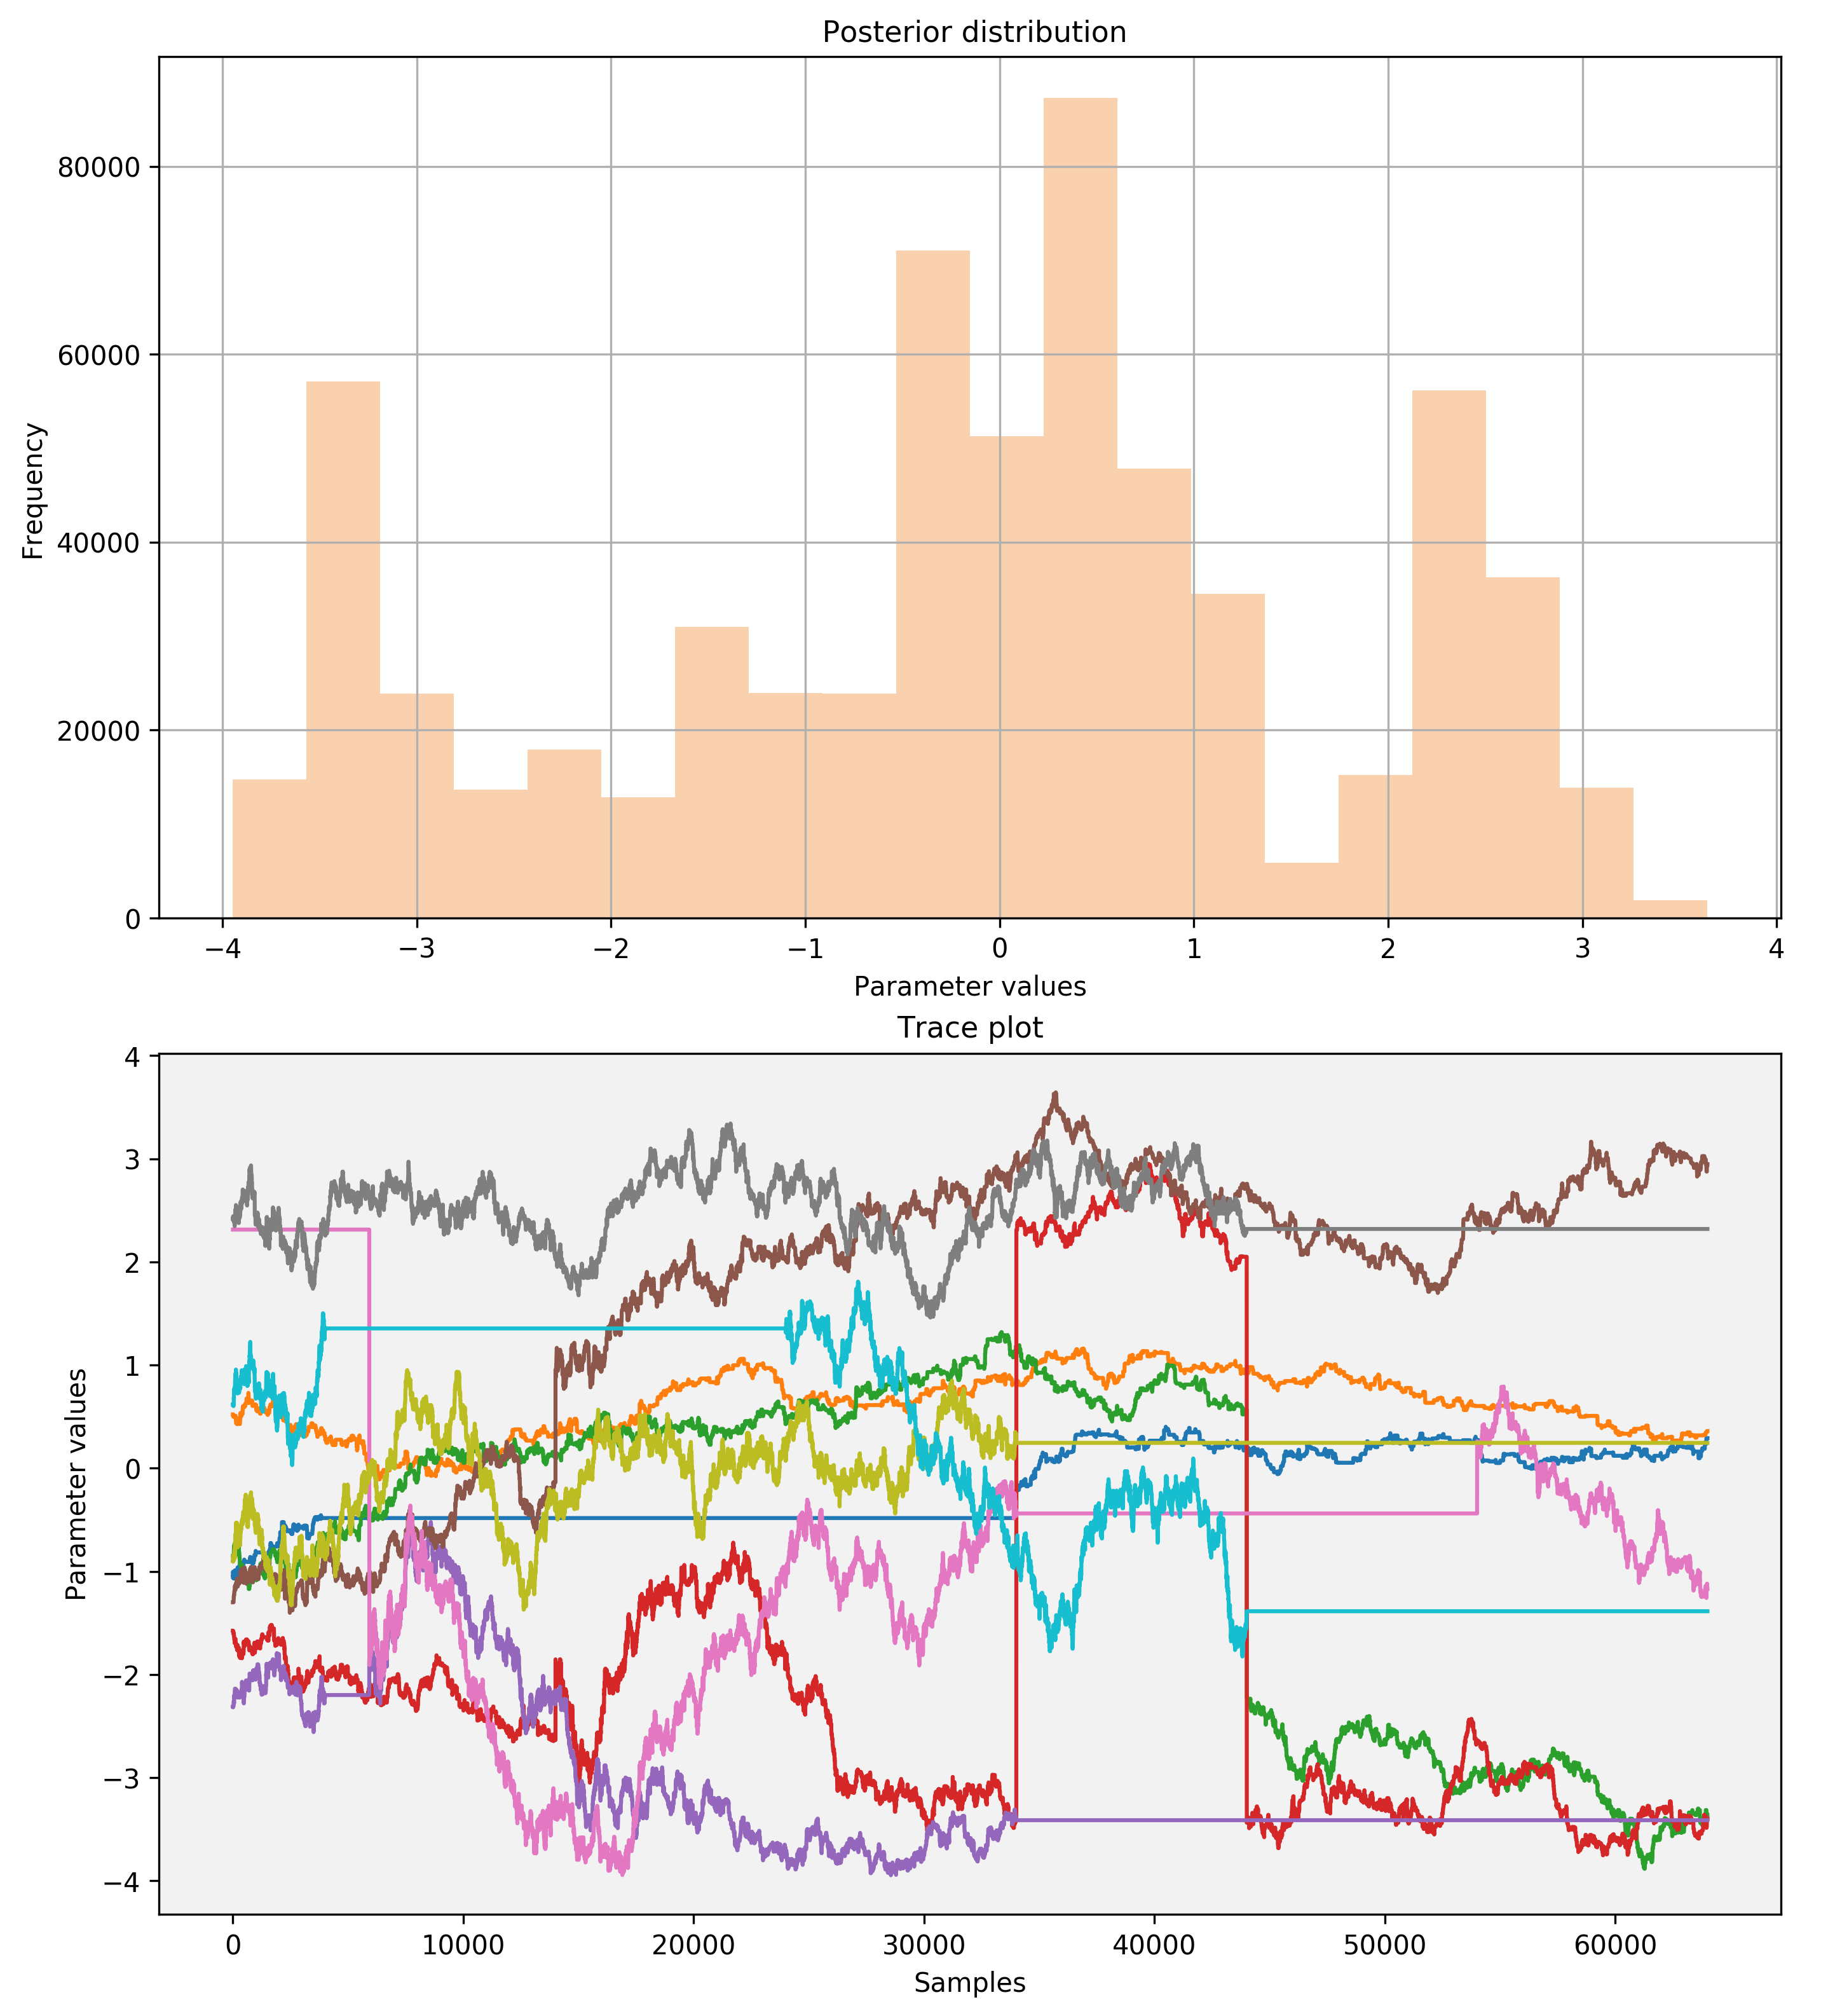 Posterior distribution
Frequency
80000
60000
40000
20000
0
−4 −3 −2 −1 0 1 2 3 4
Parameter values
Trace plot
Parameter values
4
3
2
1
0
−1
−2
−3
−4
0 10000 20000 30000 40000 50000 60000
Samples